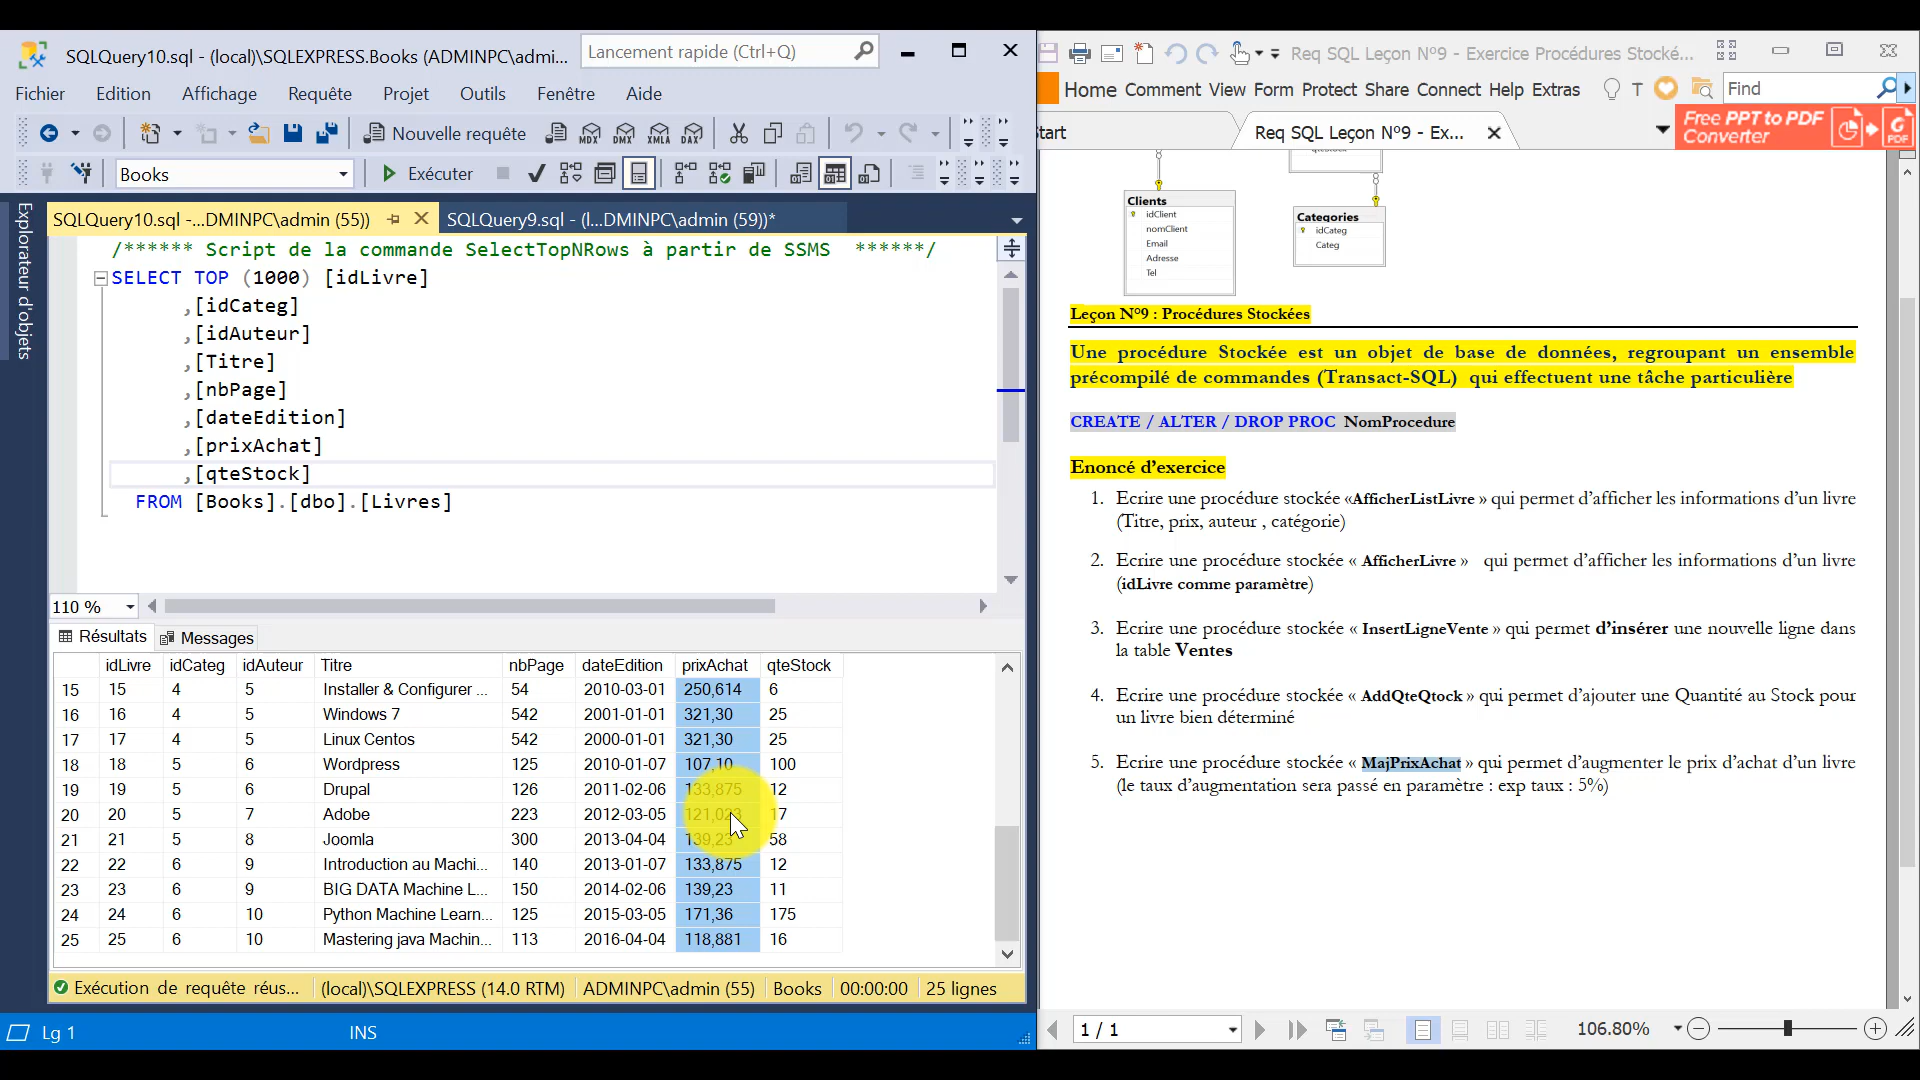 SQLQuery10.sql - (local)\SQLEXPRESS.Books (ADMINPC\admi...
Lancement rapide (Ctrl+Q)
Fichier Edition Affichage Requête Projet Outils Fenêtre Aide
Nouvelle requête
MDX DMX XMLA DAX
Books
Exécuter
Explorateur d'objets
SQLQuery10.sql -...DMINPC\admin (55))
SQLQuery9.sql - (l...DMINPC\admin (59))*
/****** Script de la commande SelectTopNRows à partir de SSMS ******/
SELECT TOP (1000) [idLivre]
,[idCateg]
,[idAuteur]
,[Titre]
,[nbPage]
,[dateEdition]
,[prixAchat]
,[qteStock]
FROM [Books].[dbo].[Livres]
110 %
Résultats Messages
idLivre idCateg idAuteur Titre nbPage dateEdition prixAchat qteStock
15 15 4 5 Installer & Configurer ... 54 2010-03-01 250,614 6
16 16 4 5 Windows 7 542 2001-01-01 321,30 25
17 17 4 5 Linux Centos 542 2000-01-01 321,30 25
18 18 5 6 Wordpress 125 2010-01-07 107,10 100
19 19 5 6 Drupal 126 2011-02-06 133,875 12
20 20 5 7 Adobe 223 2012-03-05 121,023 17
21 21 5 8 Joomla 300 2013-04-04 139,23 58
22 22 6 9 Introduction au Machi... 140 2013-01-07 133,875 12
23 23 6 9 BIG DATA Machine L... 150 2014-02-06 139,23 11
24 24 6 10 Python Machine Learn... 125 2015-03-05 171,36 175
25 25 6 10 Mastering java Machin... 113 2016-04-04 118,881 16
Exécution de requête réus... (local)\SQLEXPRESS (14.0 RTM) ADMINPC\admin (55) Books 00:00:00 25 lignes
Lg 1 INS
Req SQL Leçon N°9 - Exercice Procédures Stocké...
Home Comment View Form Protect Share Connect Help Extras T Find
tart
Req SQL Leçon N°9 - Ex...
Free PPT to PDF
Converter
Clients
idClient
nomClient
Email
Adresse
Tel
Categories
idCateg
Categ
Leçon N°9 : Procédures Stockées
Une procédure Stockée est un objet de base de données, regroupant un ensemble
précompilé de commandes (Transact-SQL) qui effectuent une tâche particulière
CREATE / ALTER / DROP PROC NomProcedure
Enoncé d'exercice
1. Ecrire une procédure stockée «AfficherListLivre » qui permet d'afficher les informations d'un livre
(Titre, prix, auteur , catégorie)
2. Ecrire une procédure stockée « AfficherLivre » qui permet d'afficher les informations d'un livre
(idLivre comme paramètre)
3. Ecrire une procédure stockée « InsertLigneVente » qui permet d'insérer une nouvelle ligne dans
la table Ventes
4. Ecrire une procédure stockée « AddQteQtock » qui permet d'ajouter une Quantité au Stock pour
un livre bien déterminé
5. Ecrire une procédure stockée « MajPrixAchat » qui permet d'augmenter le prix d'achat d'un livre
(le taux d'augmentation sera passé en paramètre : exp taux : 5%)
1 / 1
106.80%